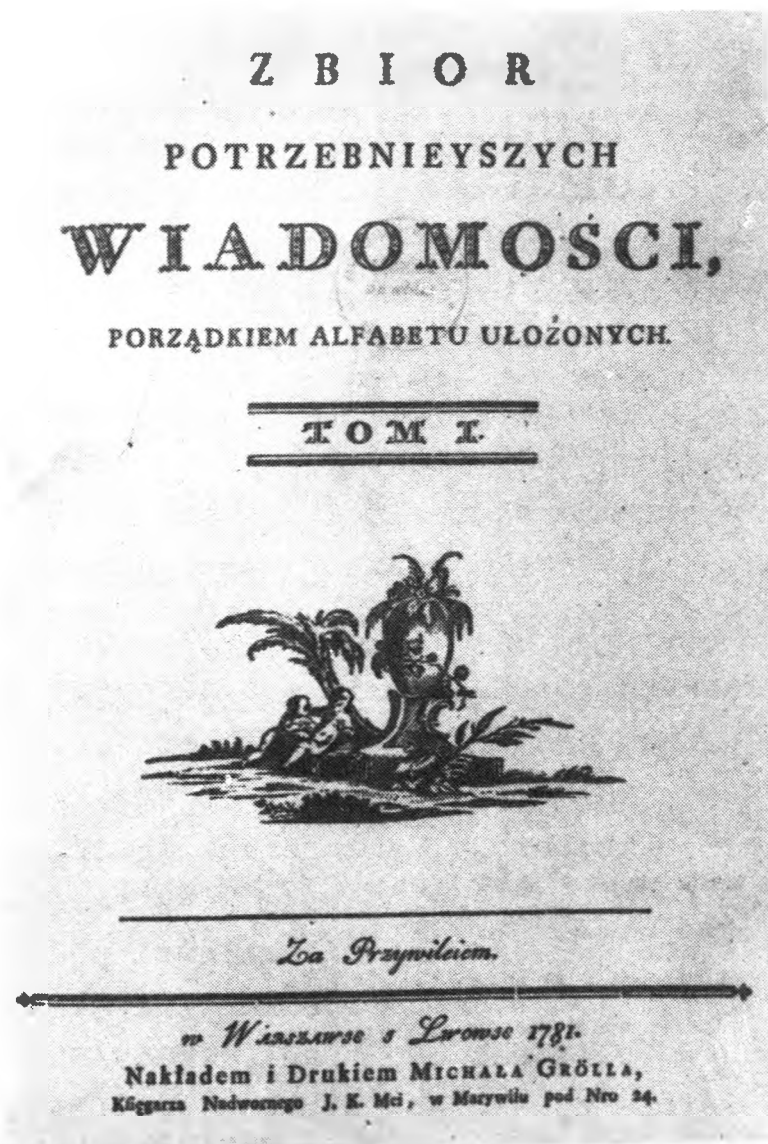 ZBIOR
POTRZEBNIEYSZYCH
WIADOMOŚCI,
PORZĄDKIEM ALFABETU UŁOŻONYCH.
TOM I.
Za Przywileiem.
w Warszawie i Lwowie 1781.
Nakładem i Drukiem MICHAŁA GRÖLLA,
Księgarza Nadwornego J. K. Mci, w Marywilu pod Nro 24.